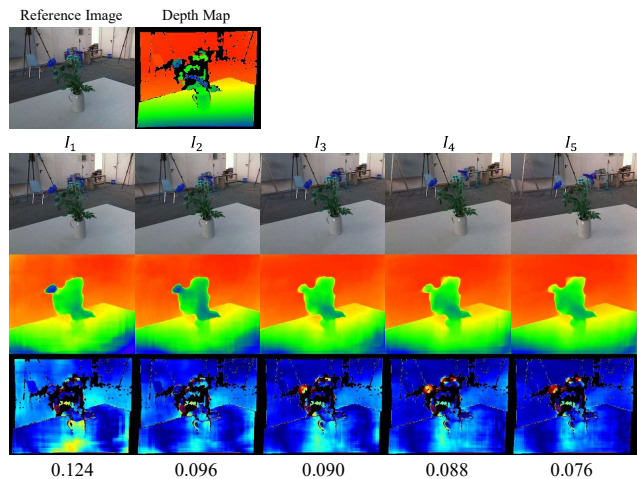 Reference Image Depth Map
I₁ I₂ I₃ I₄ I₅
0.124 0.096 0.090 0.088 0.076